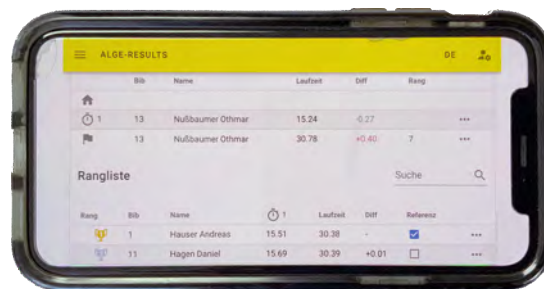 ALGE-RESULTS DE
Bib Name Laufzeit Diff Rang
1 13 Nußbaumer Othmar 15.24 -0.27
13 Nußbaumer Othmar 30.78 +0.40 7
Rangliste Suche
Rang Bib Name 1 Laufzeit Diff Referenz
1 Hauser Andreas 15.51 30.38 -
11 Hagen Daniel 15.69 30.39 +0.01